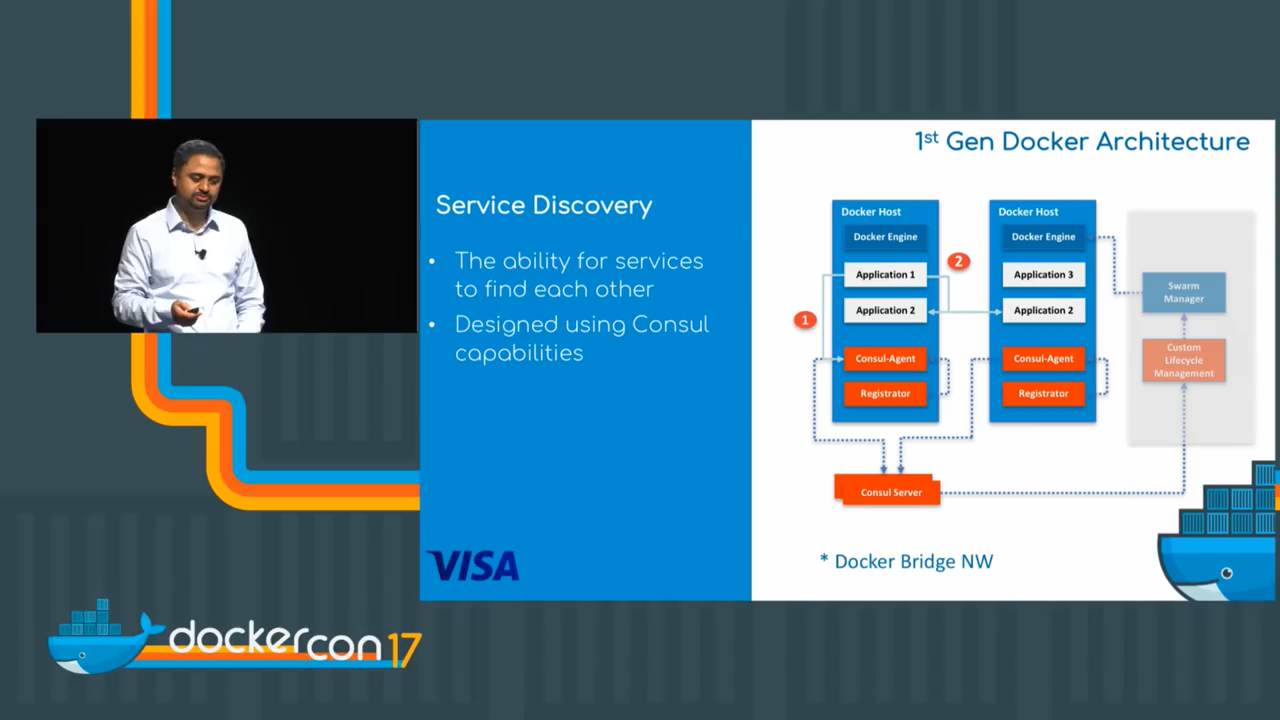 Service Discovery
• The ability for services
to find each other
• Designed using Consul
capabilities
VISA
1st Gen Docker Architecture
Docker Host
Docker Engine
Application 1
Application 2
Consul-Agent
Registrator
1
2
Docker Host
Docker Engine
Application 3
Application 2
Consul-Agent
Registrator
Swarm
Manager
Custom
Lifecycle
Management
Consul Server
* Docker Bridge NW
dockercon 17